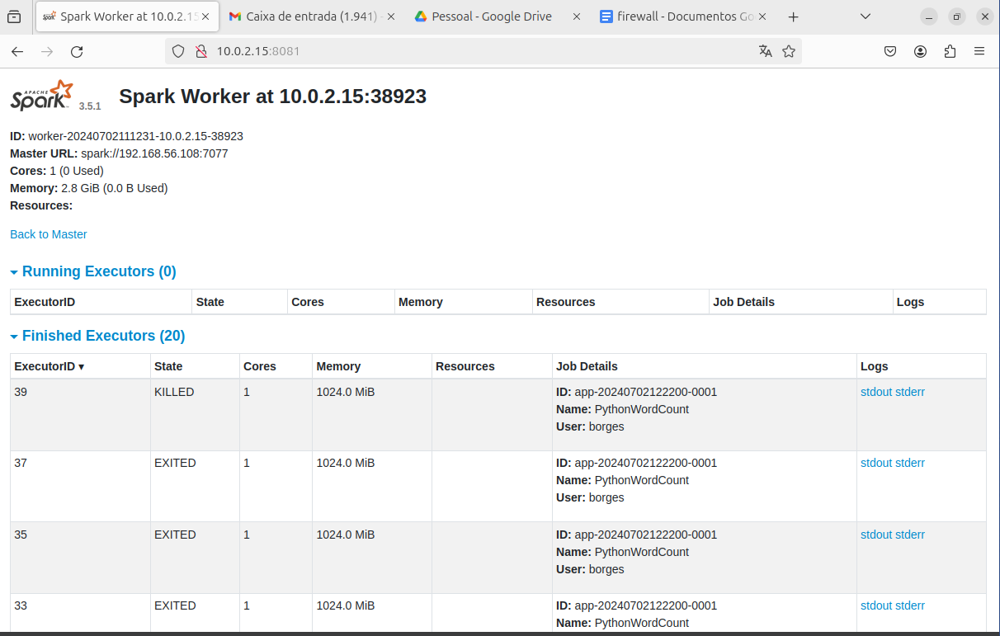 Spark Worker at 10.0.2.15
Caixa de entrada (1.941) -
Pessoal - Google Drive
firewall - Documentos Go
10.0.2.15:8081
APACHE
Spark 3.5.1
Spark Worker at 10.0.2.15:38923
ID: worker-20240702111231-10.0.2.15-38923
Master URL: spark://192.168.56.108:7077
Cores: 1 (0 Used)
Memory: 2.8 GiB (0.0 B Used)
Resources:
Back to Master
Running Executors (0)
ExecutorID State Cores Memory Resources Job Details Logs
Finished Executors (20)
ExecutorID ▾ State Cores Memory Resources Job Details Logs
39 KILLED 1 1024.0 MiB ID: app-20240702122200-0001 stdout stderr
Name: PythonWordCount
User: borges
37 EXITED 1 1024.0 MiB ID: app-20240702122200-0001 stdout stderr
Name: PythonWordCount
User: borges
35 EXITED 1 1024.0 MiB ID: app-20240702122200-0001 stdout stderr
Name: PythonWordCount
User: borges
33 EXITED 1 1024.0 MiB ID: app-20240702122200-0001 stdout stderr
Name: PythonWordCount